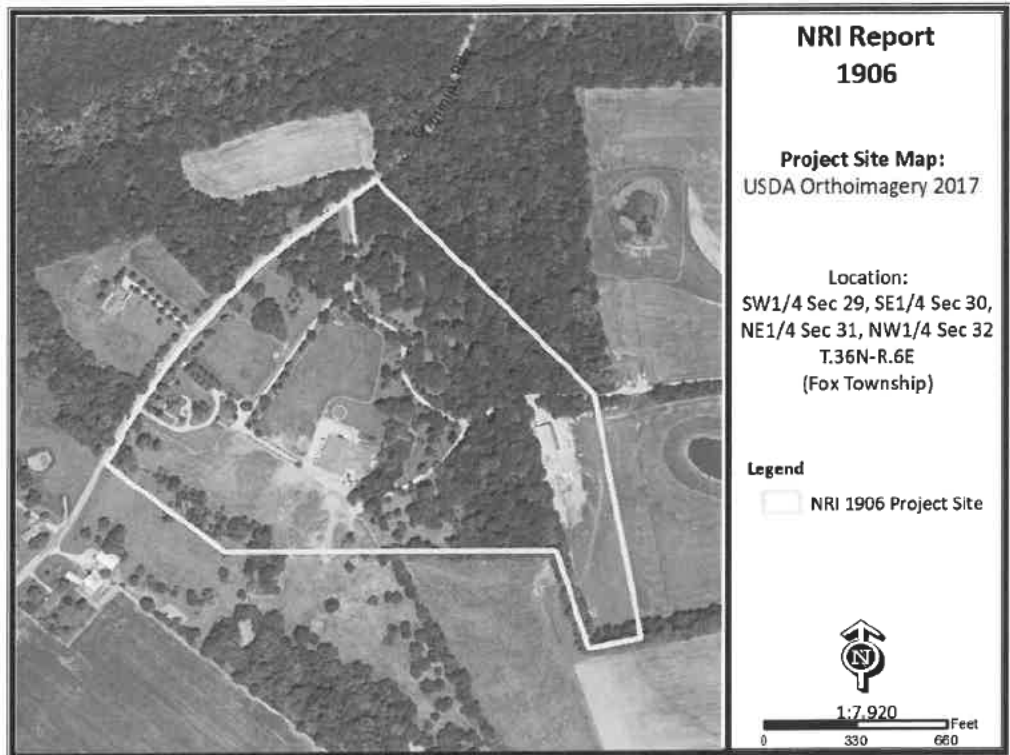 NRI Report
1906
Project Site Map:
USDA Orthoimagery 2017
Location:
SW1/4 Sec 29, SE1/4 Sec 30,
NE1/4 Sec 31, NW1/4 Sec 32
T.36N-R.6E
(Fox Township)
Legend
NRI 1906 Project Site
N
1:7,920
Feet
0 330 660